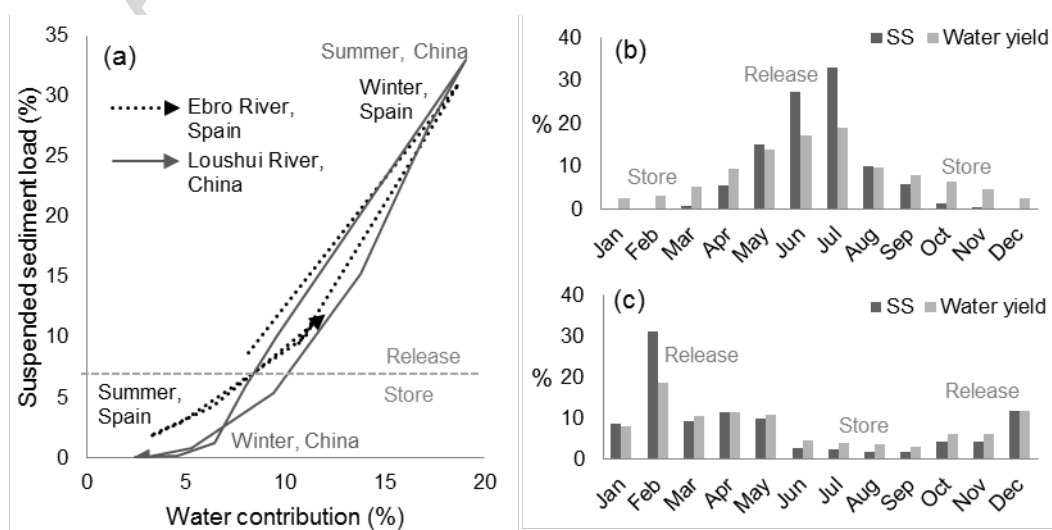 (a)
Suspended sediment load (%)
35
30
25
20
15
10
5
0
Summer, China
Winter,
Spain
Ebro River,
Spain
Loushui River,
China
Release
Store
Summer,
Spain
Winter, China
0 5 10 15 20
Water contribution (%)
(b)
SS Water yield
%
40
30
20
10
0
Release
Store
Store
Jan Feb Mar Apr May Jun Jul Aug Sep Oct Nov Dec
(c)
SS Water yield
%
40
30
20
10
0
Release
Store
Release
Jan Feb Mar Apr May Jun Jul Aug Sep Oct Nov Dec